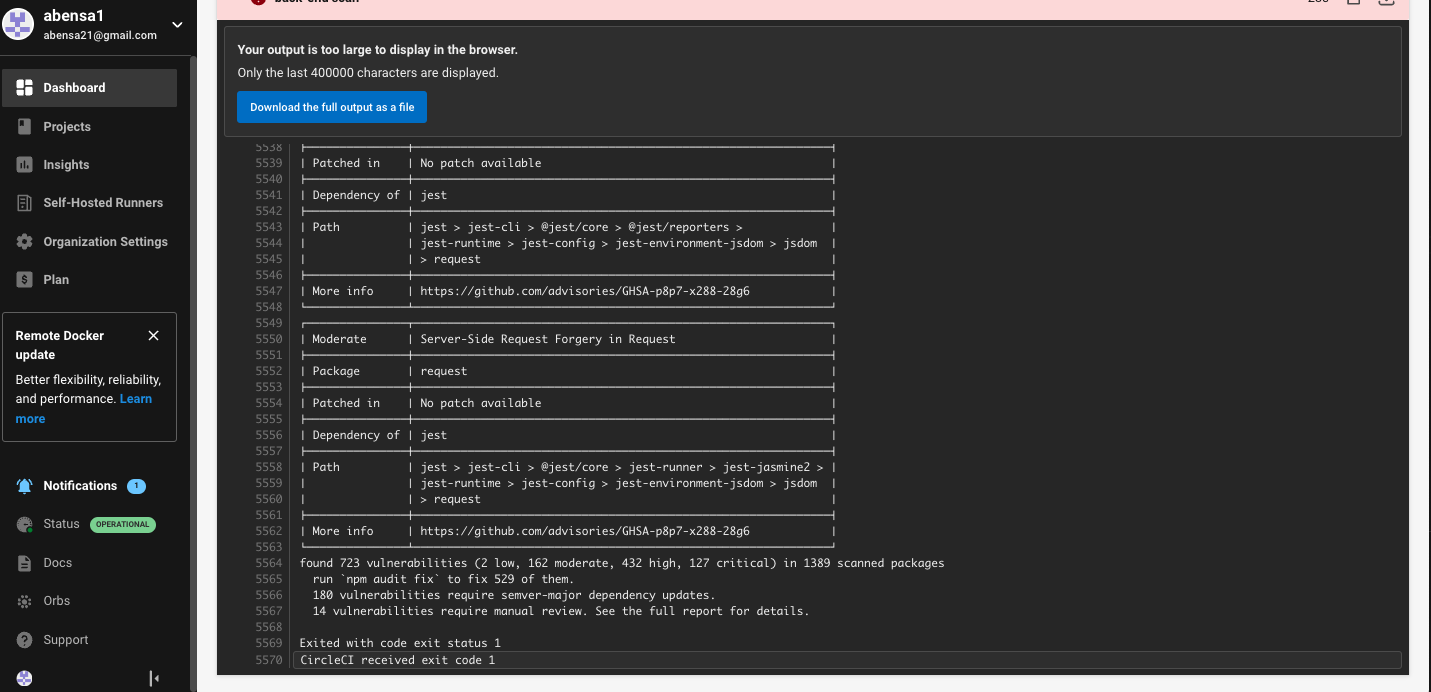 abensa1
abensa21@gmail.com
Dashboard
Projects
Insights
Self-Hosted Runners
Organization Settings
Plan
Remote Docker
update
Better flexibility, reliability,
and performance. Learn
more
Notifications 1
Status OPERATIONAL
Docs
Orbs
Support
Your output is too large to display in the browser.
Only the last 400000 characters are displayed.
Download the full output as a file
5538
5539 | Patched in | No patch available |
5540
5541 | Dependency of | jest |
5542
5543 | Path | jest > jest-cli > @jest/core > @jest/reporters > |
5544 | | jest-runtime > jest-config > jest-environment-jsdom > jsdom |
5545 | | > request |
5546
5547 | More info | https://github.com/advisories/GHSA-p8p7-x288-28g6 |
5548
5549
5550 | Moderate | Server-Side Request Forgery in Request |
5551
5552 | Package | request |
5553
5554 | Patched in | No patch available |
5555
5556 | Dependency of | jest |
5557
5558 | Path | jest > jest-cli > @jest/core > jest-runner > jest-jasmine2 > |
5559 | | jest-runtime > jest-config > jest-environment-jsdom > jsdom |
5560 | | > request |
5561
5562 | More info | https://github.com/advisories/GHSA-p8p7-x288-28g6 |
5563
5564 found 723 vulnerabilities (2 low, 162 moderate, 432 high, 127 critical) in 1389 scanned packages
5565 run `npm audit fix` to fix 529 of them.
5566 180 vulnerabilities require semver-major dependency updates.
5567 14 vulnerabilities require manual review. See the full report for details.
5568
5569 Exited with code exit status 1
5570 CircleCI received exit code 1